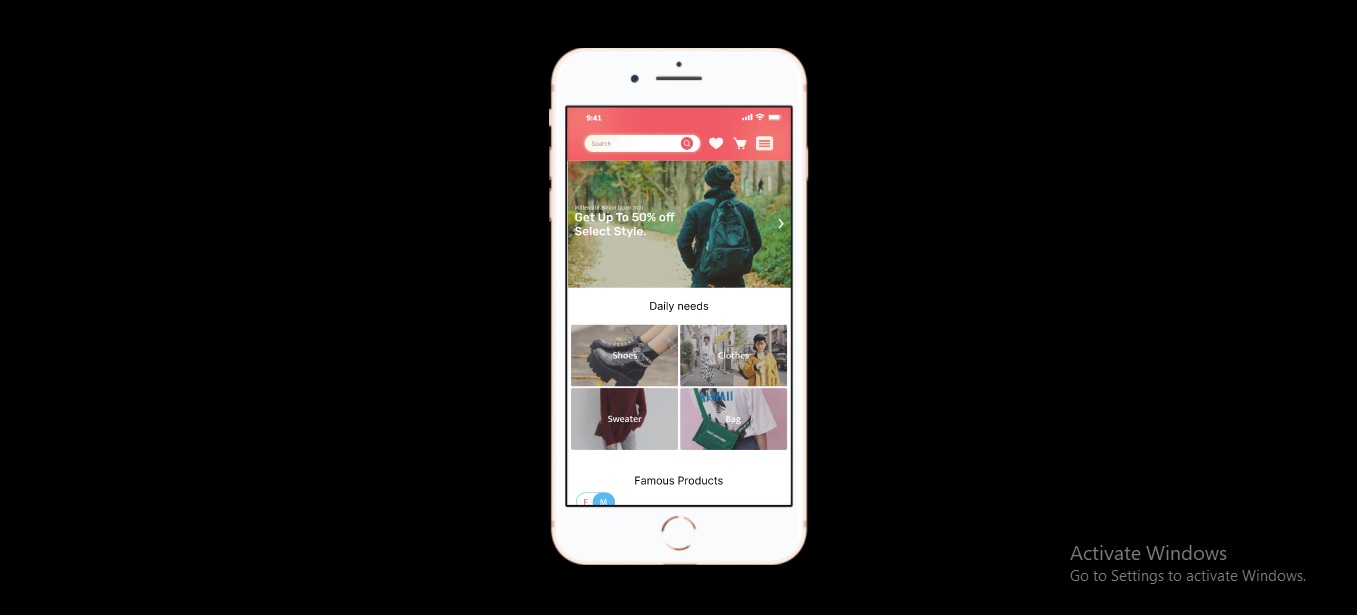 9:41
Search
Get Up To 50% off
Select Style.
Daily needs
Shoes
Clothes
Sweater
Bag
Famous Products
F M
Activate Windows
Go to Settings to activate Windows.